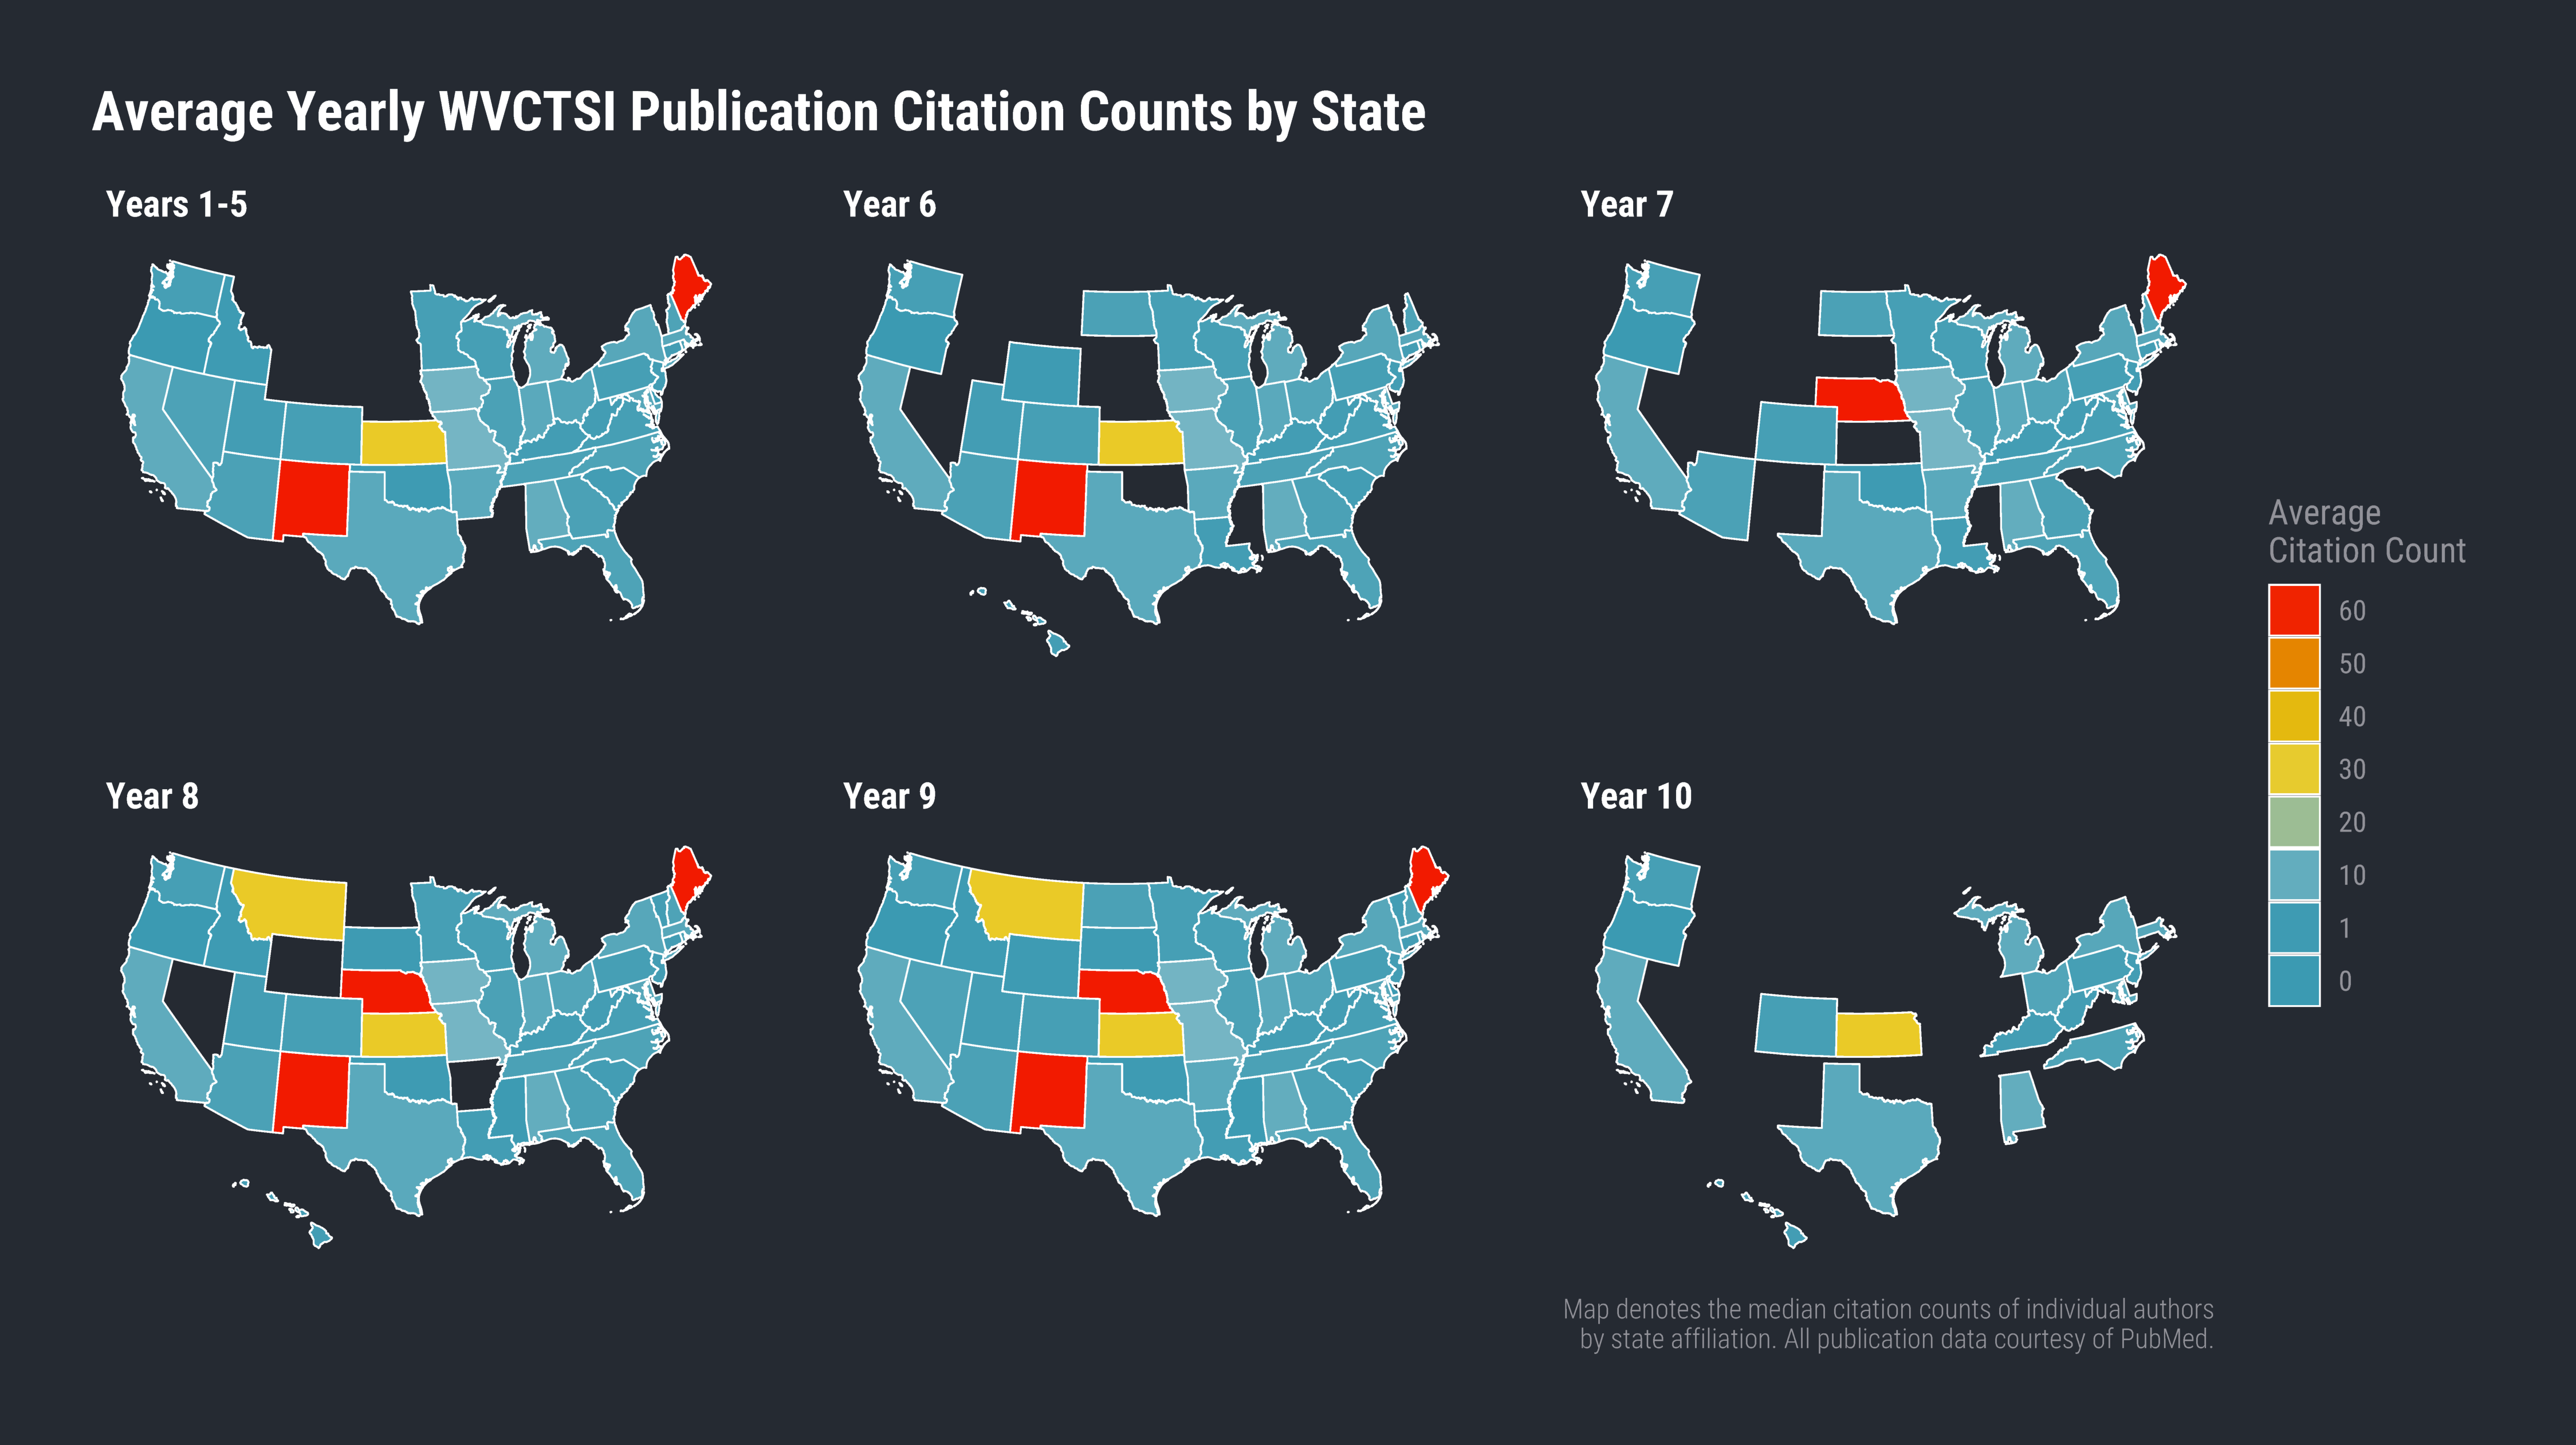 Average Yearly WVCTSI Publication Citation Counts by State
Years 1-5
Year 6
Year 7
Year 8
Year 9
Year 10
Average
Citation Count
60
50
40
30
20
10
1
0
Map denotes the median citation counts of individual authors
by state affiliation. All publication data courtesy of PubMed.